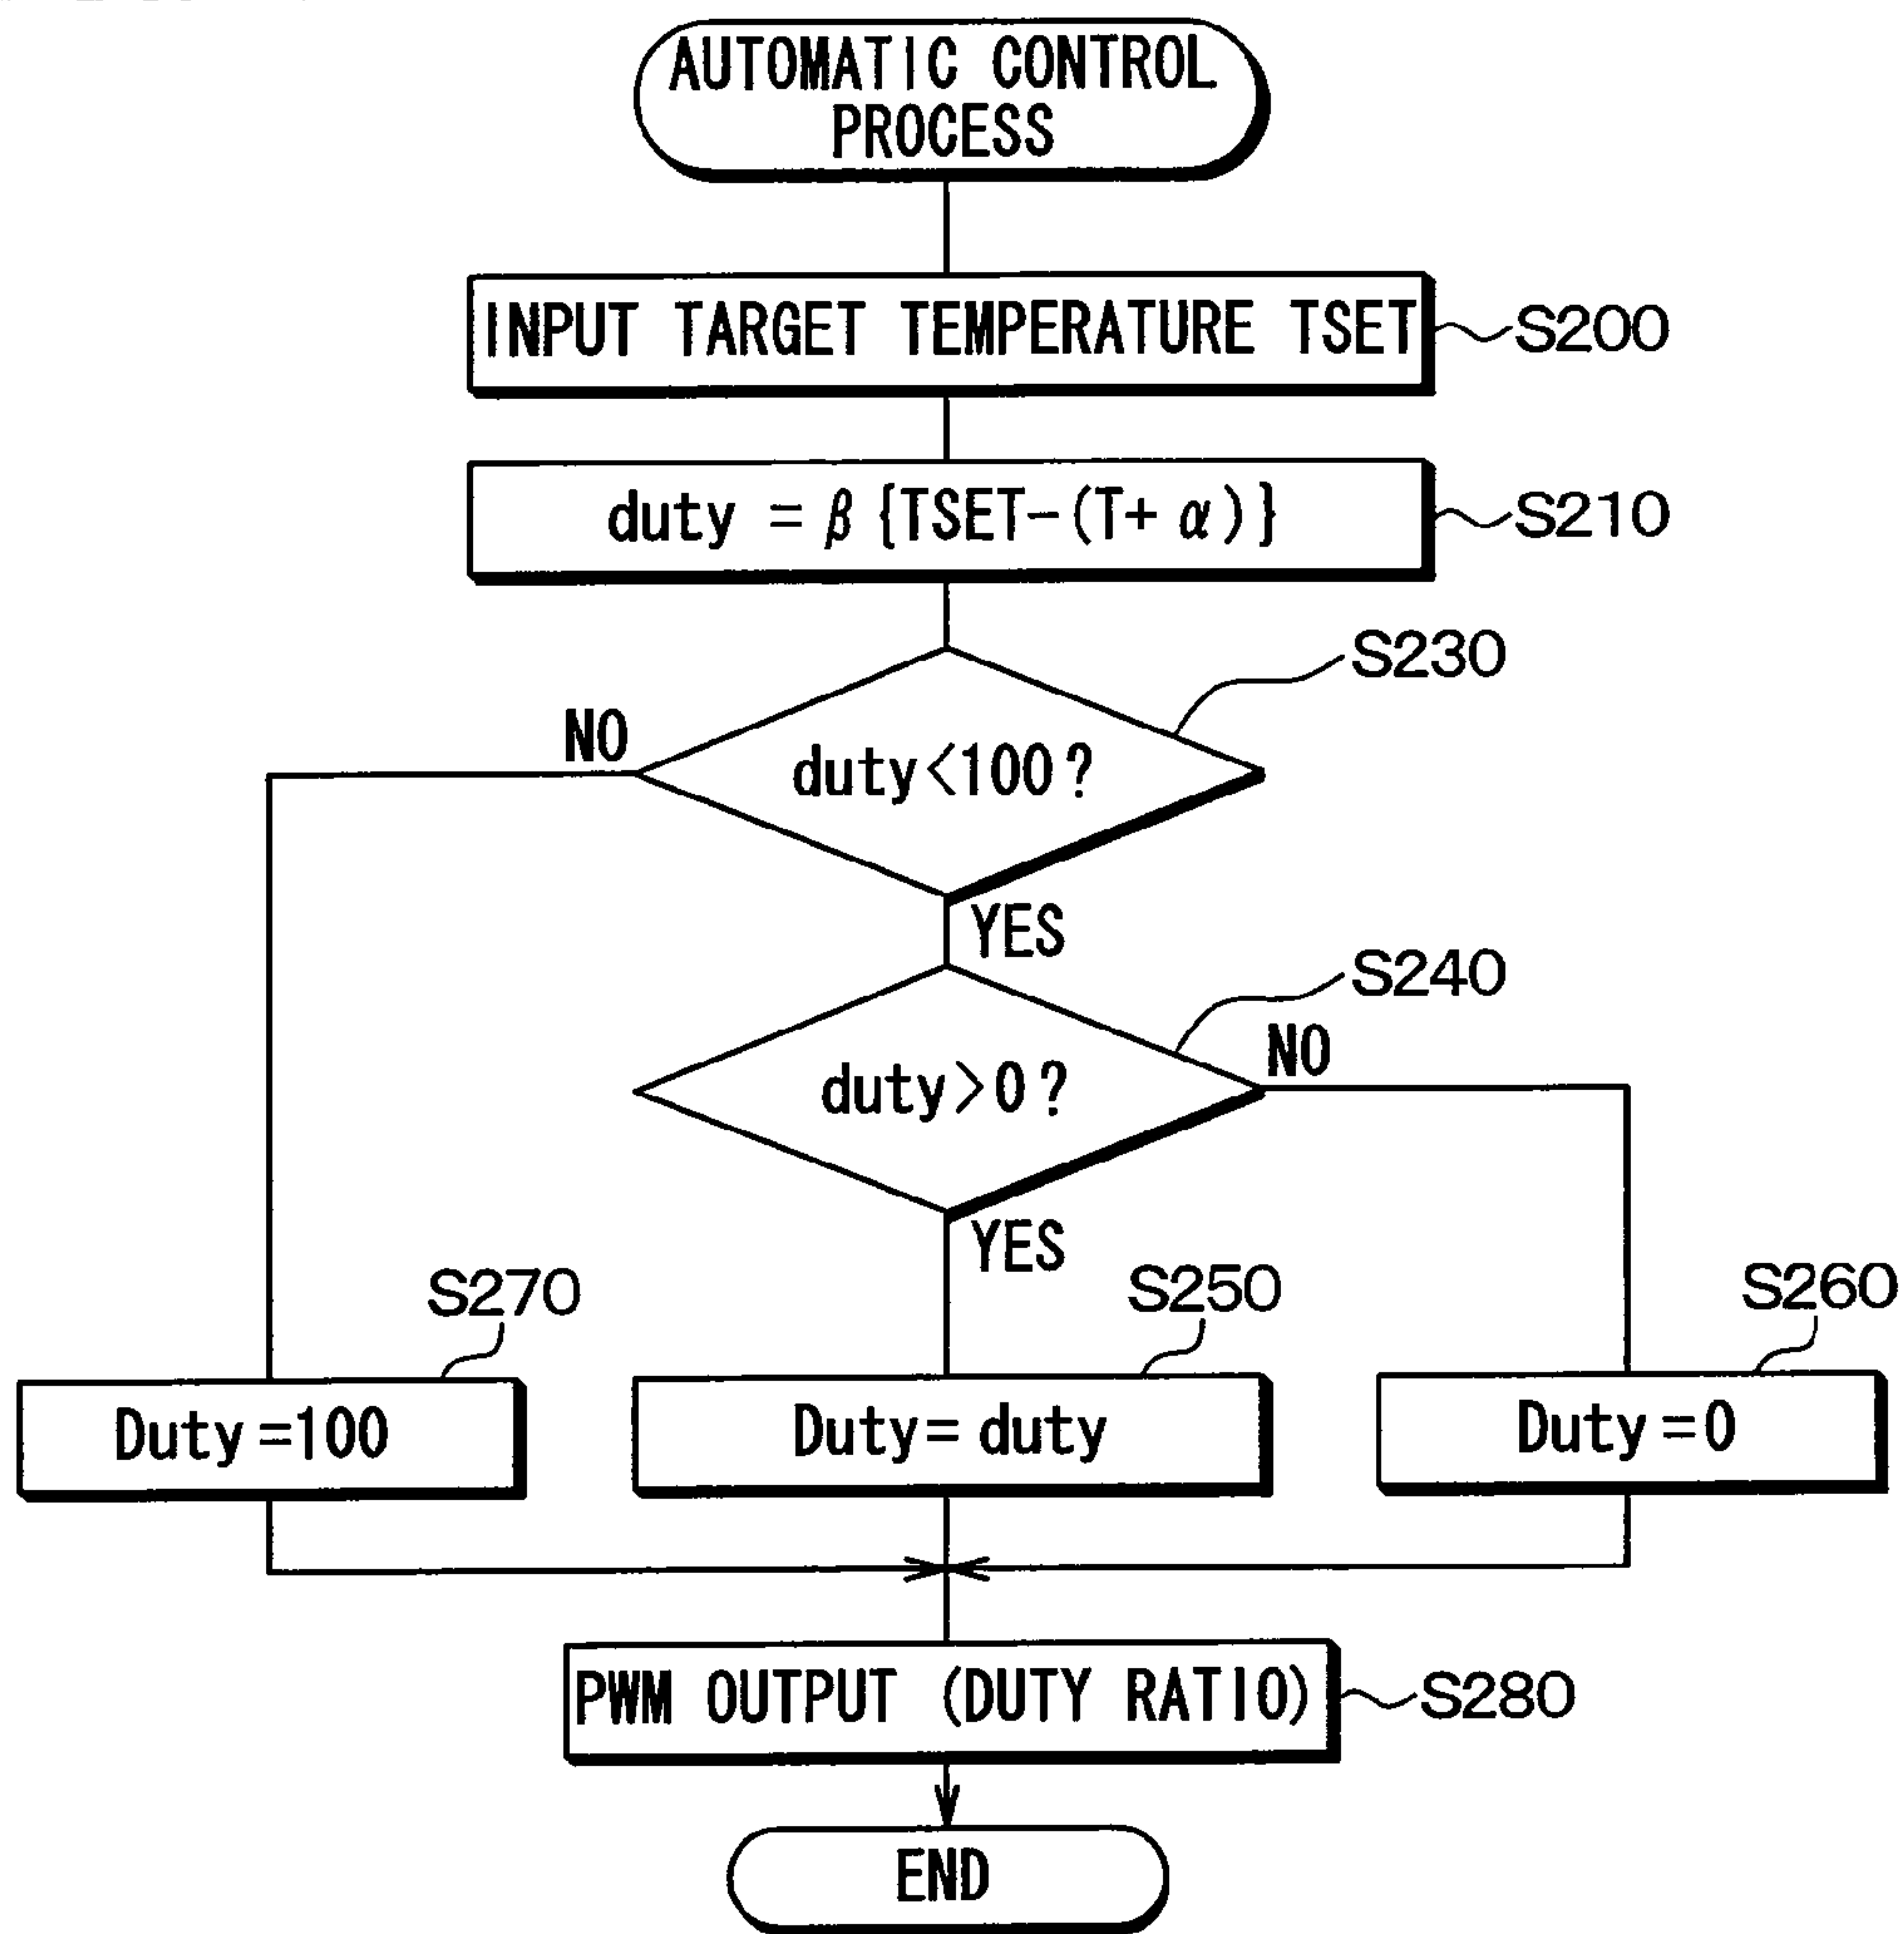 AUTOMATIC CONTROL
PROCESS
INPUT TARGET TEMPERATURE TSET
S200
duty = β {TSET-(T+ α)}
S210
S230
NO
duty<100?
YES
S240
NO
duty>0?
YES
S270
S250
S260
Duty=100
Duty= duty
Duty=0
PWM OUTPUT (DUTY RATIO)
S280
END